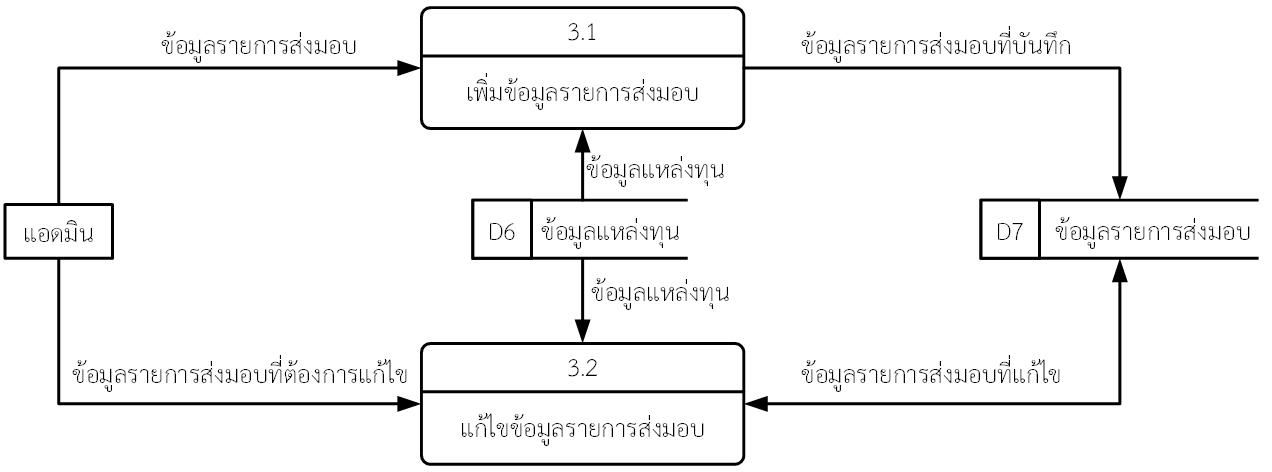 3.1
ข้อมูลรายการส่งมอบ
ข้อมูลรายการส่งมอบที่บันทึก
เพิ่มข้อมูลรายการส่งมอบ
ข้อมูลแหล่งทุน
แอดมิน
D6 ข้อมูลแหล่งทุน
D7 ข้อมูลรายการส่งมอบ
ข้อมูลแหล่งทุน
3.2
ข้อมูลรายการส่งมอบที่ต้องการแก้ไข
ข้อมูลรายการส่งมอบที่แก้ไข
แก้ไขข้อมูลรายการส่งมอบ